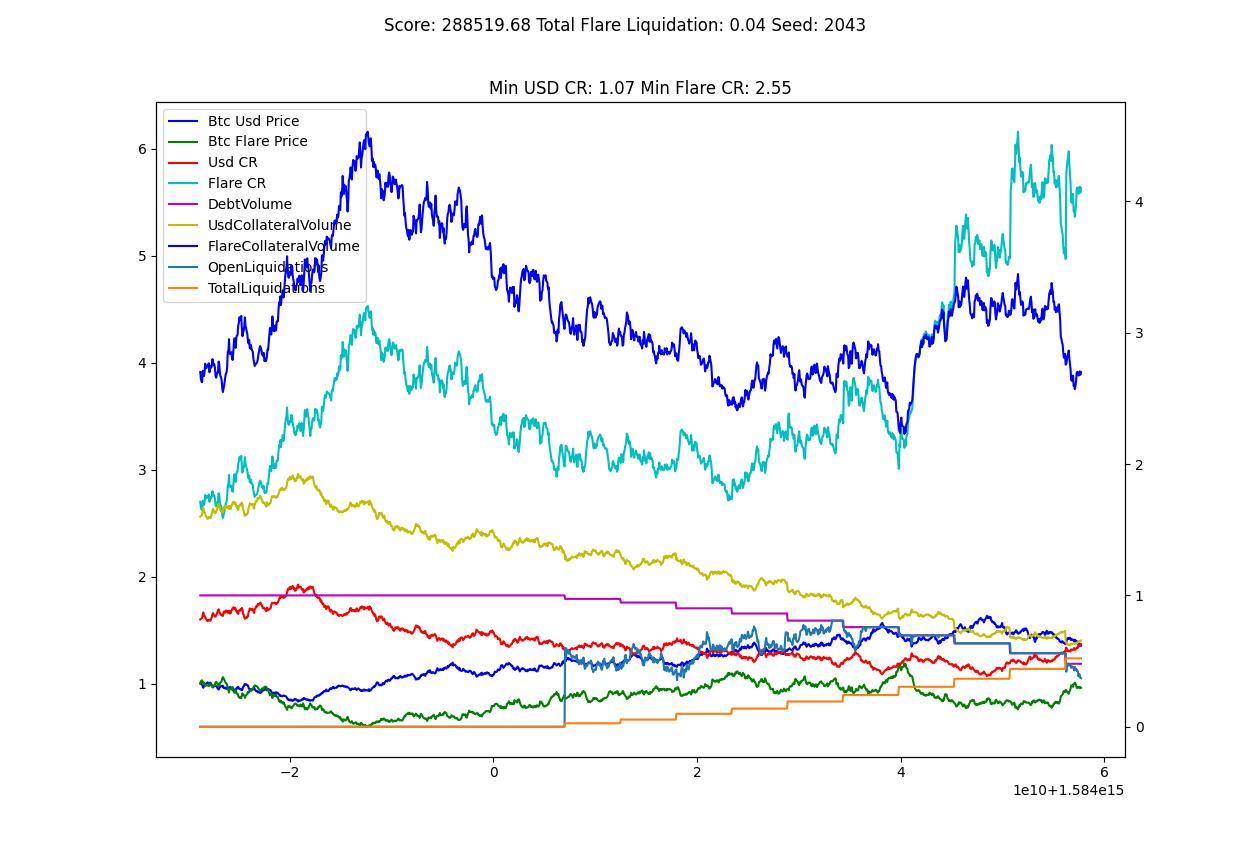 Score: 288519.68 Total Flare Liquidation: 0.04 Seed: 2043
Min USD CR: 1.07 Min Flare CR: 2.55
Btc Usd Price
Btc Flare Price
Usd CR
Flare CR
DebtVolume
UsdCollateralVolume
FlareCollateralVolume
OpenLiquidations
TotalLiquidations
6
5
4
3
2
1
4
3
2
1
0
−2
0
2
4
6
1e10+1.584e15